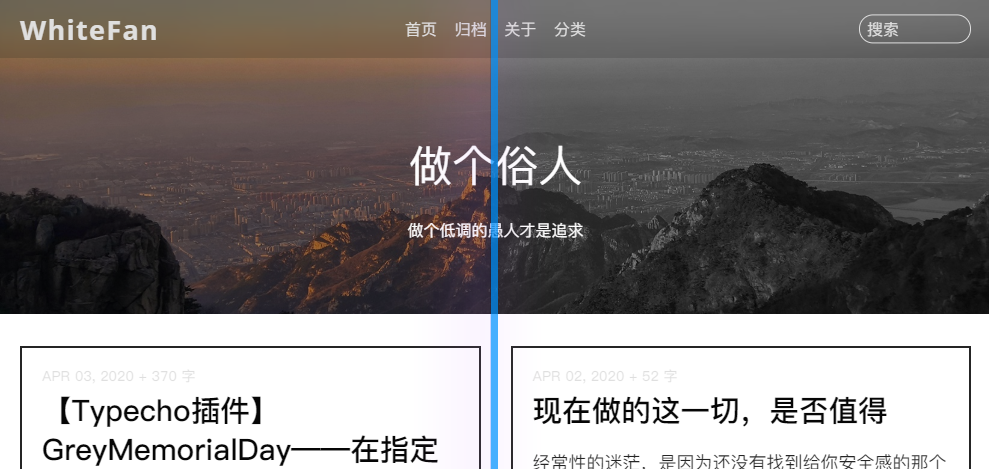 WhiteFan
首页 归档 关于 分类
搜索
做个俗人
做个低调的愚人才是追求
APR 03, 2020 + 370 字
【Typecho插件】
GreyMemorialDay——在指定
APR 02, 2020 + 52 字
现在做的这一切，是否值得
经常性的迷茫，是因为还没有找到给你安全感的那个